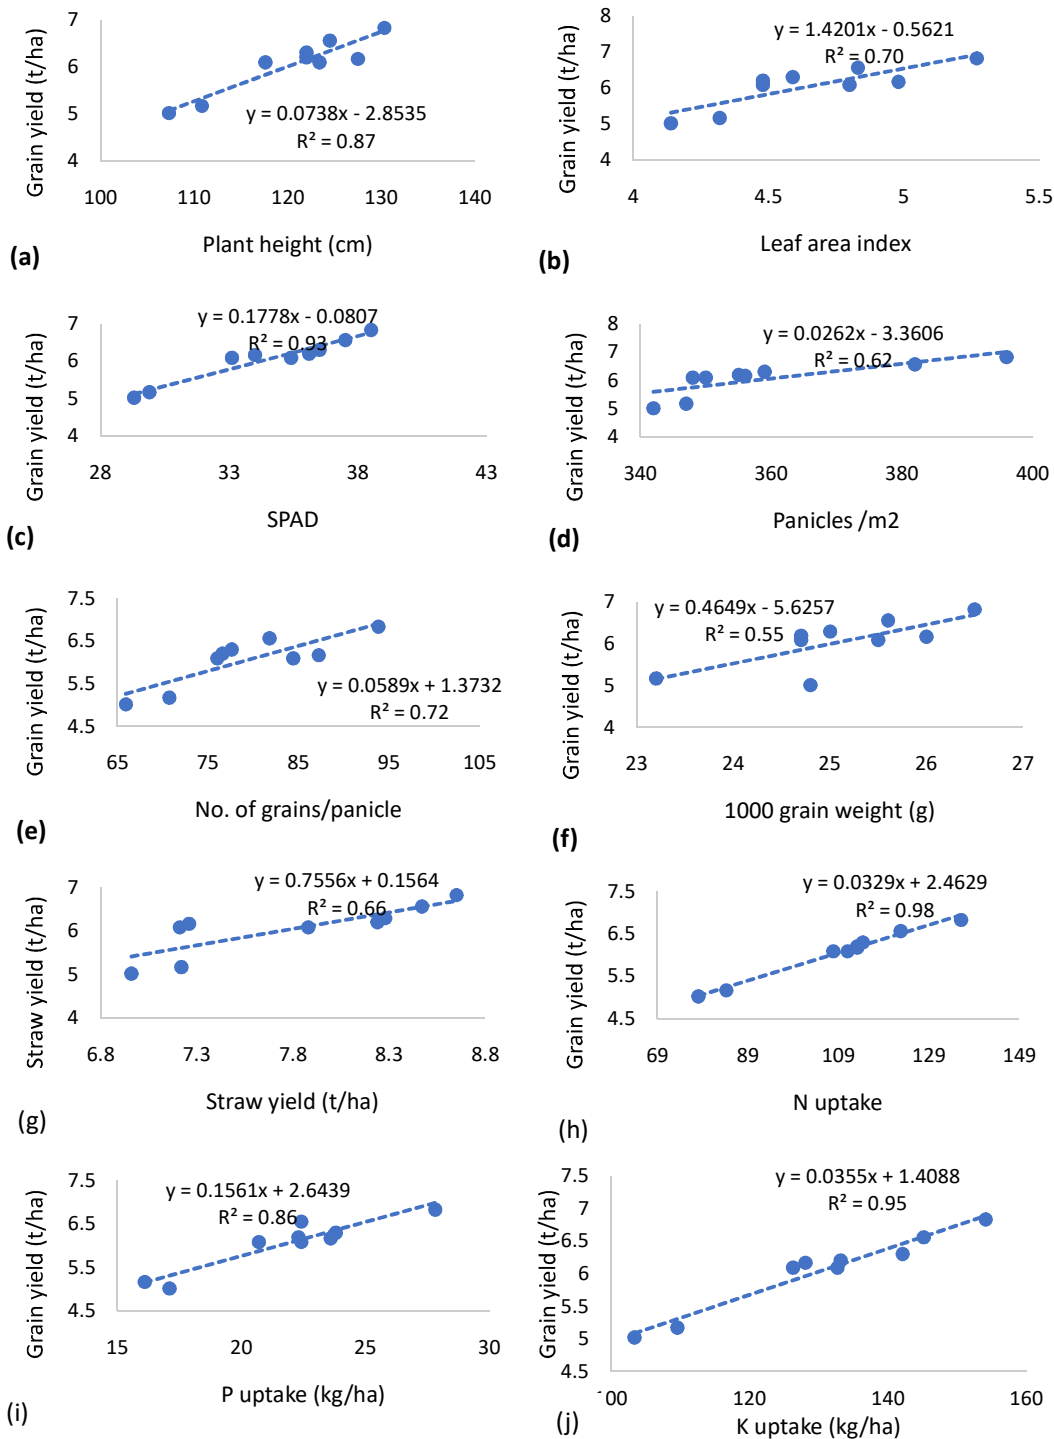 7
6
5
4
Grain yield (t/ha)
y = 0.0738x - 2.8535
R² = 0.87
100
110
120
130
140
Plant height (cm)
(a)
8
7
6
5
4
Grain yield (t/ha)
y = 1.4201x - 0.5621
R² = 0.70
4
4.5
5
5.5
Leaf area index
(b)
7
6
5
4
Grain yield (t/ha)
y = 0.1778x - 0.0807
R² = 0.93
28
33
38
43
SPAD
(c)
8
7
6
5
4
Grain yield (t/ha)
y = 0.0262x - 3.3606
R² = 0.62
340
360
380
400
Panicles /m2
(d)
7.5
6.5
5.5
4.5
Grain yield (t/ha)
y = 0.0589x + 1.3732
R² = 0.72
65
75
85
95
105
No. of grains/panicle
(e)
7
6
5
4
Grain yield (t/ha)
y = 0.4649x - 5.6257
R² = 0.55
23
24
25
26
27
1000 grain weight (g)
(f)
7
6
5
4
Straw yield (t/ha)
y = 0.7556x + 0.1564
R² = 0.66
6.8
7.3
7.8
8.3
8.8
Straw yield (t/ha)
(g)
7.5
6.5
5.5
4.5
Grain yield (t/ha)
y = 0.0329x + 2.4629
R² = 0.98
69
89
109
129
149
N uptake
(h)
7.5
6.5
5.5
4.5
Grain yield (t/ha)
y = 0.1561x + 2.6439
R² = 0.86
15
20
25
30
P uptake (kg/ha)
(i)
7.5
7
6.5
6
5.5
5
4.5
Grain yield (t/ha)
y = 0.0355x + 1.4088
R² = 0.95
100
120
140
160
K uptake (kg/ha)
(j)